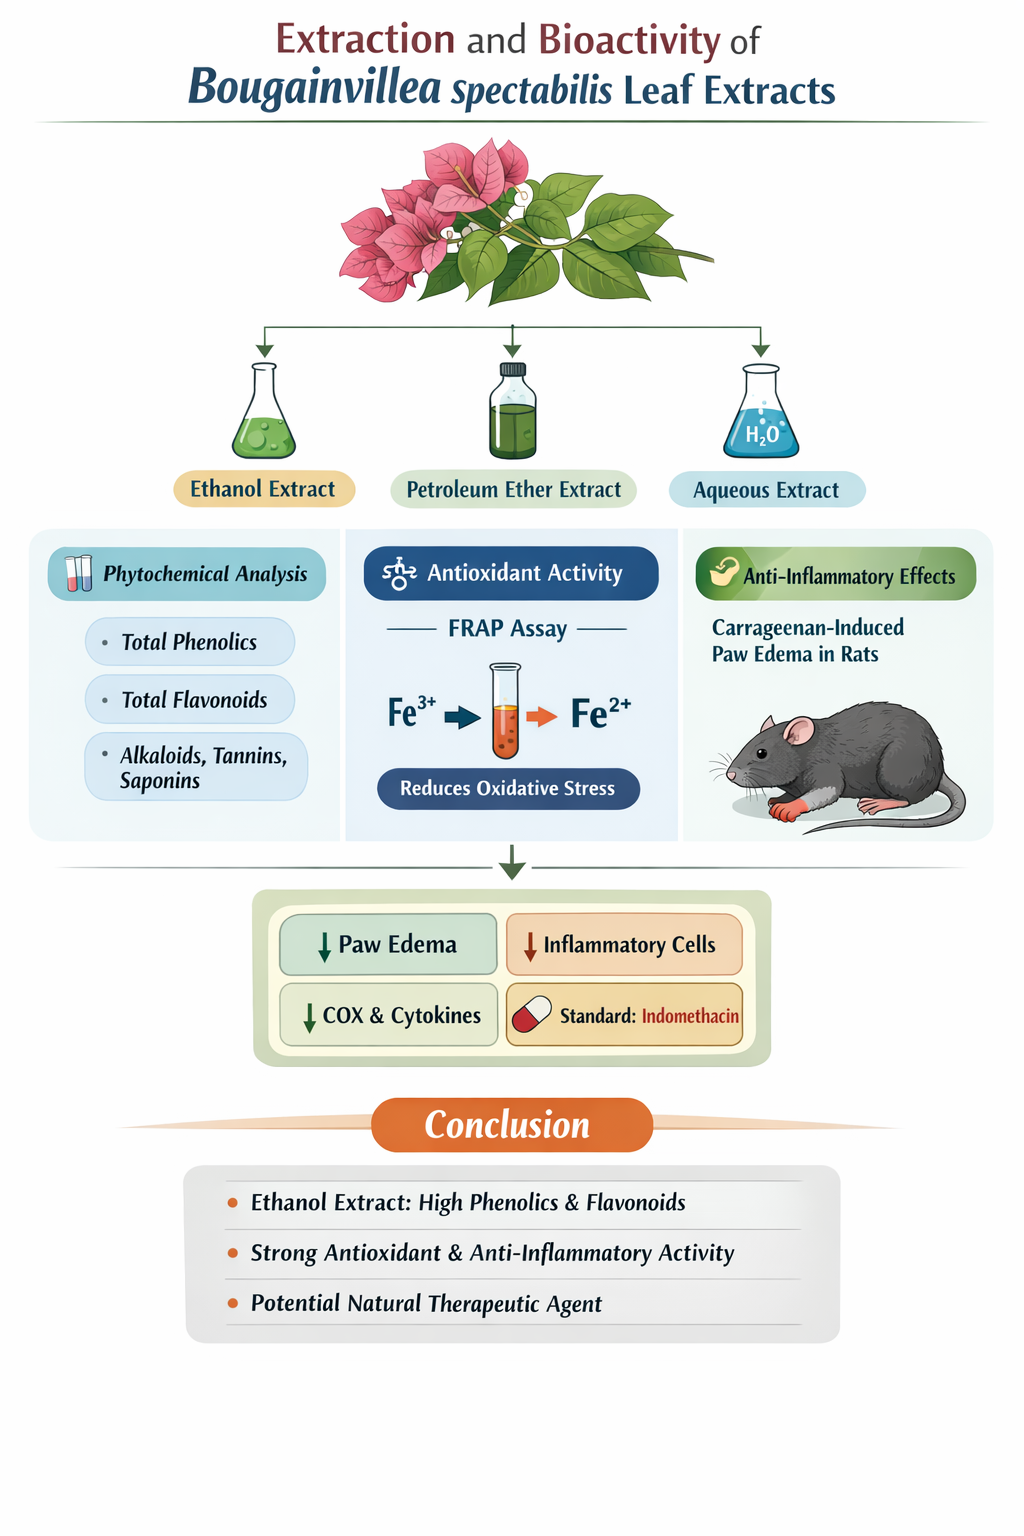 Extraction and Bioactivity of
Bougainvillea spectabilis Leaf Extracts
H₂O
Ethanol Extract
Petroleum Ether Extract
Aqueous Extract
Phytochemical Analysis
• Total Phenolics
• Total Flavonoids
• Alkaloids, Tannins,
Saponins
Antioxidant Activity
FRAP Assay
Fe³⁺
Fe²⁺
Reduces Oxidative Stress
Anti-Inflammatory Effects
Carrageenan-Induced
Paw Edema in Rats
↓ Paw Edema
↓ Inflammatory Cells
↓ COX & Cytokines
Standard: Indomethacin
Conclusion
• Ethanol Extract: High Phenolics & Flavonoids
• Strong Antioxidant & Anti-Inflammatory Activity
• Potential Natural Therapeutic Agent